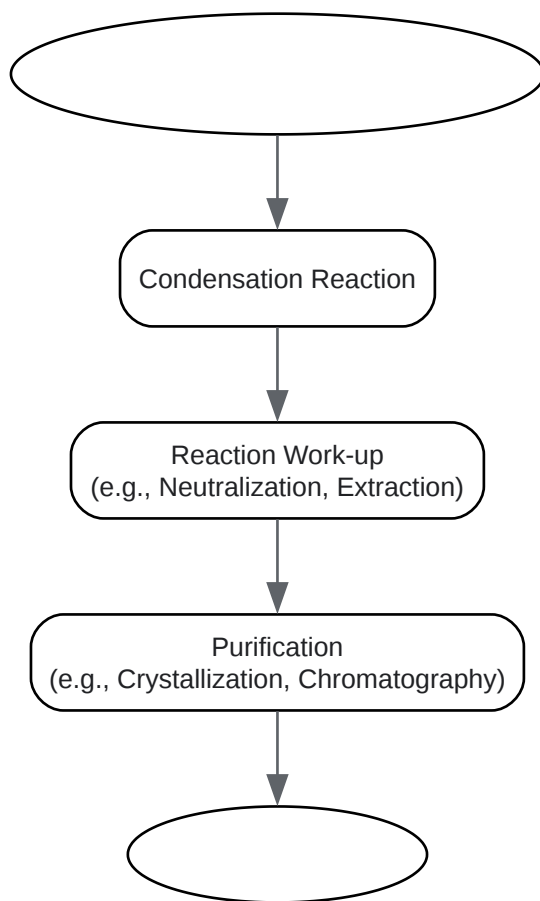 Condensation Reaction
Reaction Work-up
(e.g., Neutralization, Extraction)
Purification
(e.g., Crystallization, Chromatography)